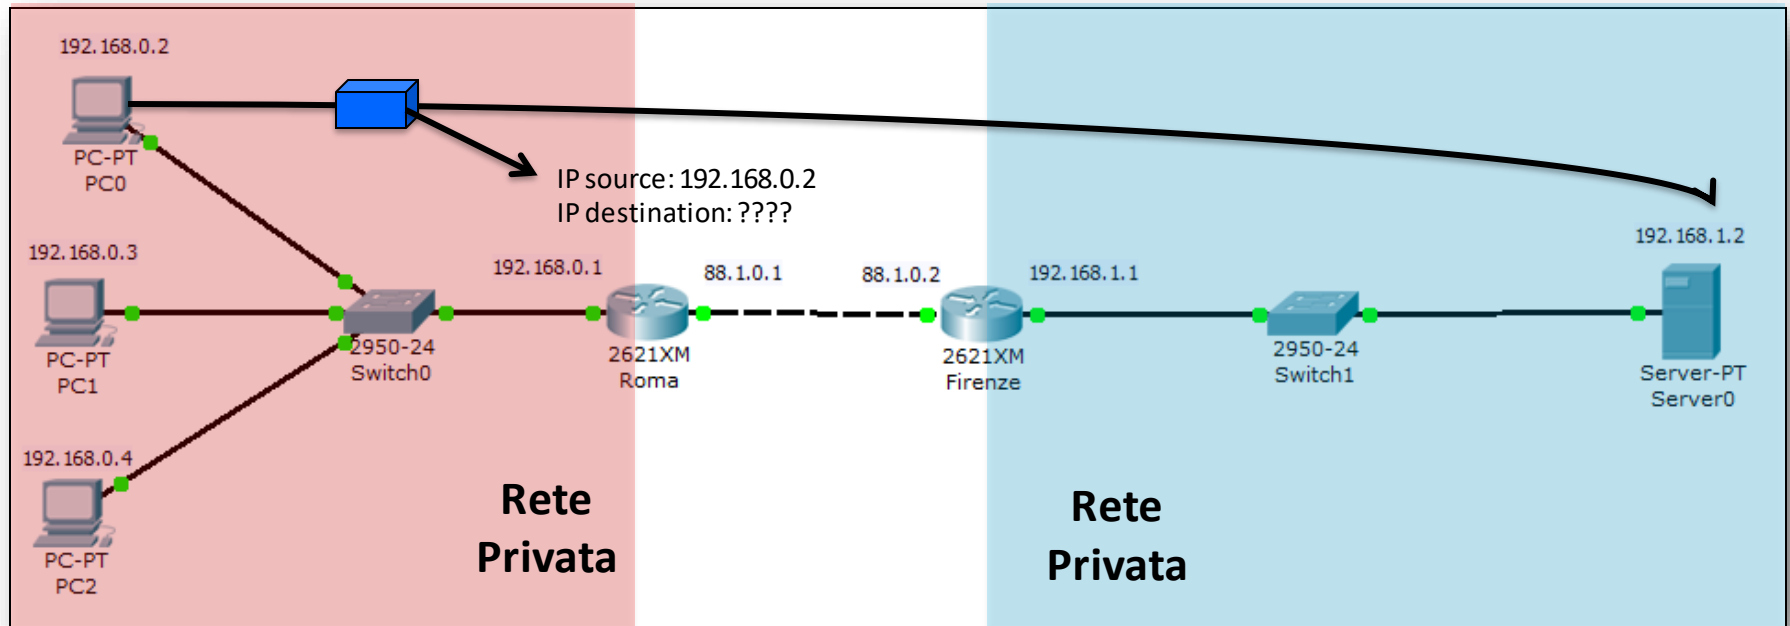 192.168.0.2
PC-PT
PC0
IP source: 192.168.0.2
IP destination: ????
192.168.0.3
PC-PT
PC1
192.168.0.4
PC-PT
PC2
2950-24
Switch0
192.168.0.1
2621XM
Roma
88.1.0.1
88.1.0.2
2621XM
Firenze
192.168.1.1
2950-24
Switch1
192.168.1.2
Server-PT
Server0
Rete
Privata
Rete
Privata